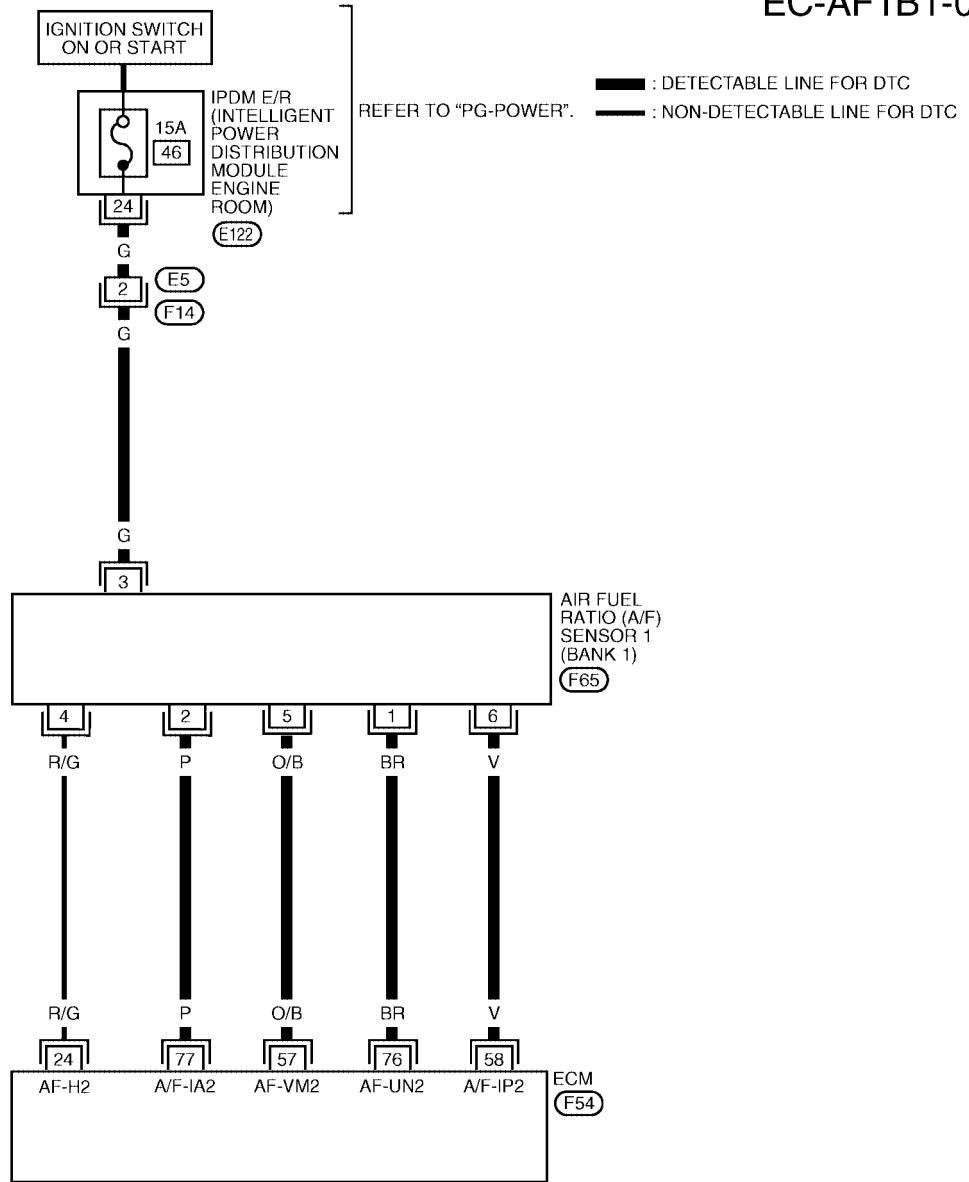 EC-AF1B1-0
IGNITION SWITCH
ON OR START
15A
46
IPDM E/R
(INTELLIGENT
POWER
DISTRIBUTION
MODULE
ENGINE
ROOM)
E122
REFER TO "PG-POWER".
: DETECTABLE LINE FOR DTC
: NON-DETECTABLE LINE FOR DTC
24
G
2
E5
F14
G
G
3
AIR FUEL
RATIO (A/F)
SENSOR 1
(BANK 1)
F65
4 2 5 1 6
R/G P O/B BR V
R/G P O/B BR V
24 77 57 76 58
AF-H2 A/F-IA2 AF-VM2 AF-UN2 A/F-IP2
ECM
F54